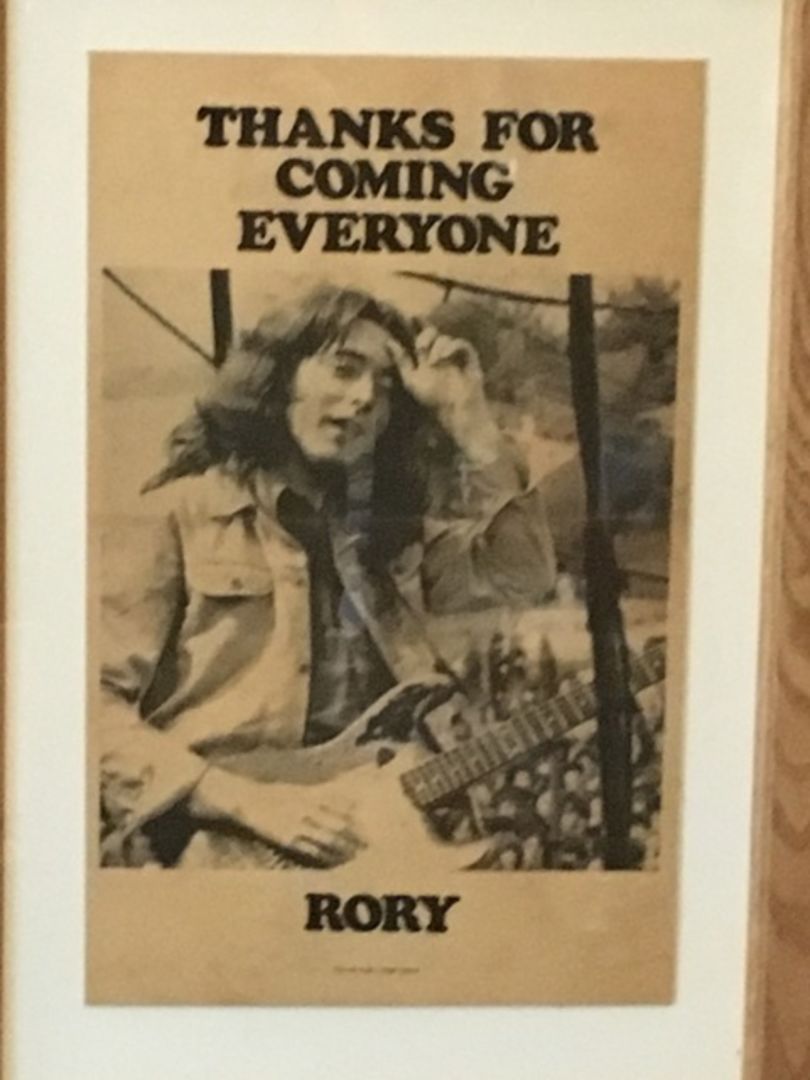 THANKS FOR
COMING
EVERYONE
RORY